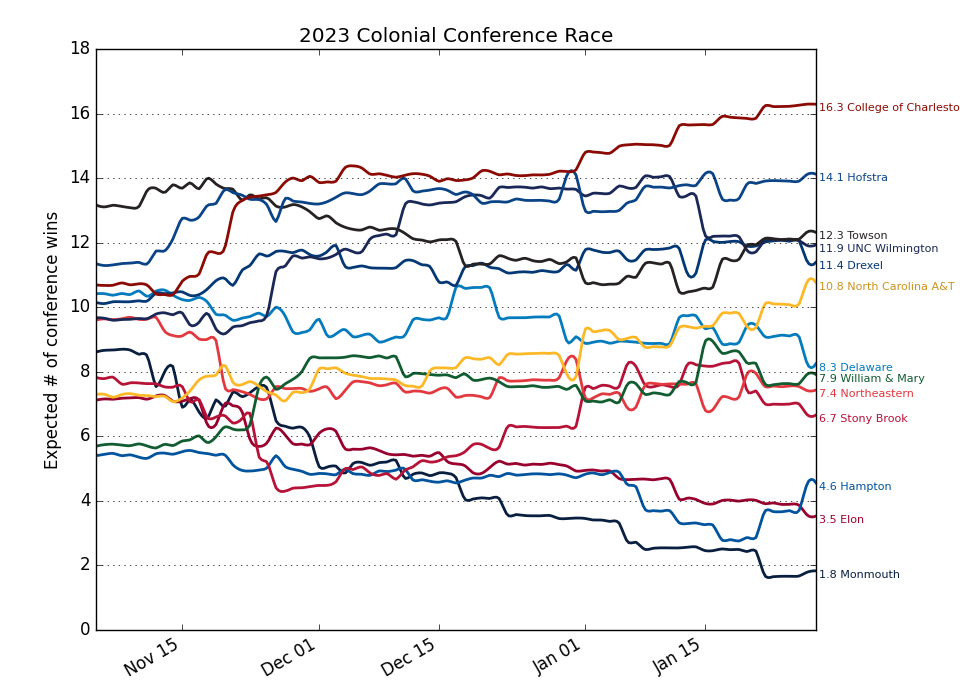 2023 Colonial Conference Race
Expected # of conference wins
18
16
14
12
10
8
6
4
2
0
Nov 15
Dec 01
Dec 15
Jan 01
Jan 15
16.3 College of Charlesto
14.1 Hofstra
12.3 Towson
11.9 UNC Wilmington
11.4 Drexel
10.8 North Carolina A&T
8.3 Delaware
7.9 William & Mary
7.4 Northeastern
6.7 Stony Brook
4.6 Hampton
3.5 Elon
1.8 Monmouth